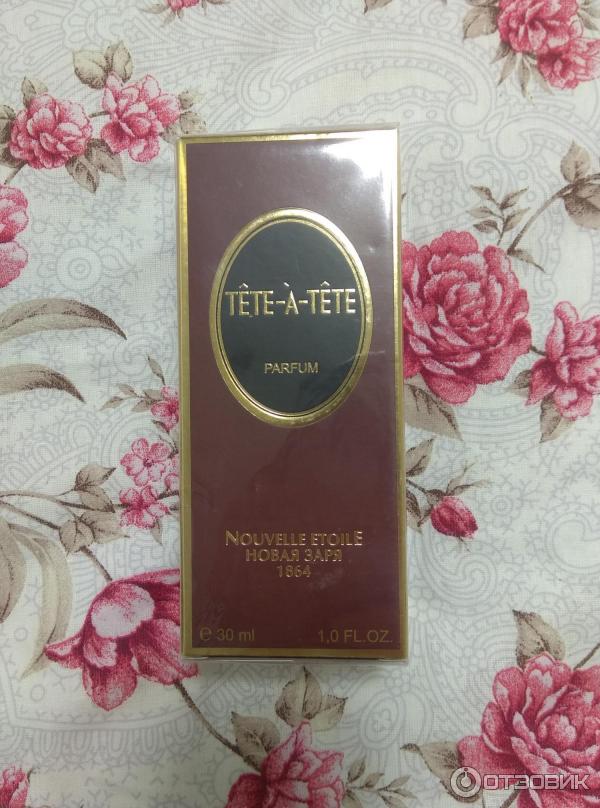 TÊTE-À-TÊTE
PARFUM
NOUVELLE ETOILE
НОВАЯ ЗАРЯ
1864
℮ 30 ml 1,0 FL.OZ.
ОТЗОВИК